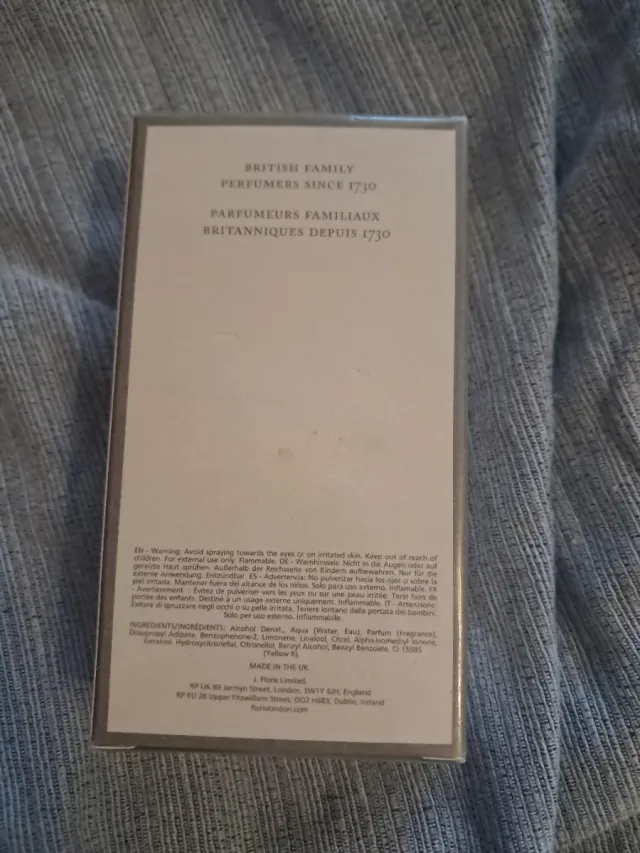 BRITISH FAMILY
PERFUMERS SINCE 1730
PARFUMEURS FAMILIAUX
BRITANNIQUES DEPUIS 1730
EN - Warning: Avoid spraying towards the eyes or on irritated skin. Keep out of reach of
children. For external use only. Flammable. DE - Warnhinweis: Nicht in die Augen oder auf
gereizte Haut sprühen. Außerhalb der Reichweite von Kindern aufbewahren. Nur für die
externe Anwendung. Entzündbar. ES - Advertencia: No pulverizar hacia los ojos o sobre la
piel irritada. Mantener fuera del alcance de los niños. Solo para uso externo. Inflamable. FR
- Avertissement : Évitez de pulvériser vers les yeux ou sur une peau irritée. Tenir hors de
portée des enfants. Destiné à un usage externe uniquement. Inflammable. IT - Attenzione:
Evitare di spruzzare negli occhi o su pelle irritata. Tenere lontano dalla portata dei bambini.
Solo per uso esterno. Infiammabile.
INGREDIENTS/INGRÉDIENTS: Alcohol Denat., Aqua (Water, Eau), Parfum (Fragrance),
Diisopropyl Adipate, Benzophenone-2, Limonene, Linalool, Citral, Alpha-Isomethyl Ionone,
Geraniol, Hydroxycitronellal, Citronellol, Benzyl Alcohol, Benzyl Benzoate, CI 15985
(Yellow 6).
MADE IN THE UK.
J. Floris Limited,
RP UK 89 Jermyn Street, London, SW1Y 6JH, England
RP EU 28 Upper Fitzwilliam Street, DO2 H683, Dublin, Ireland
florislondon.com